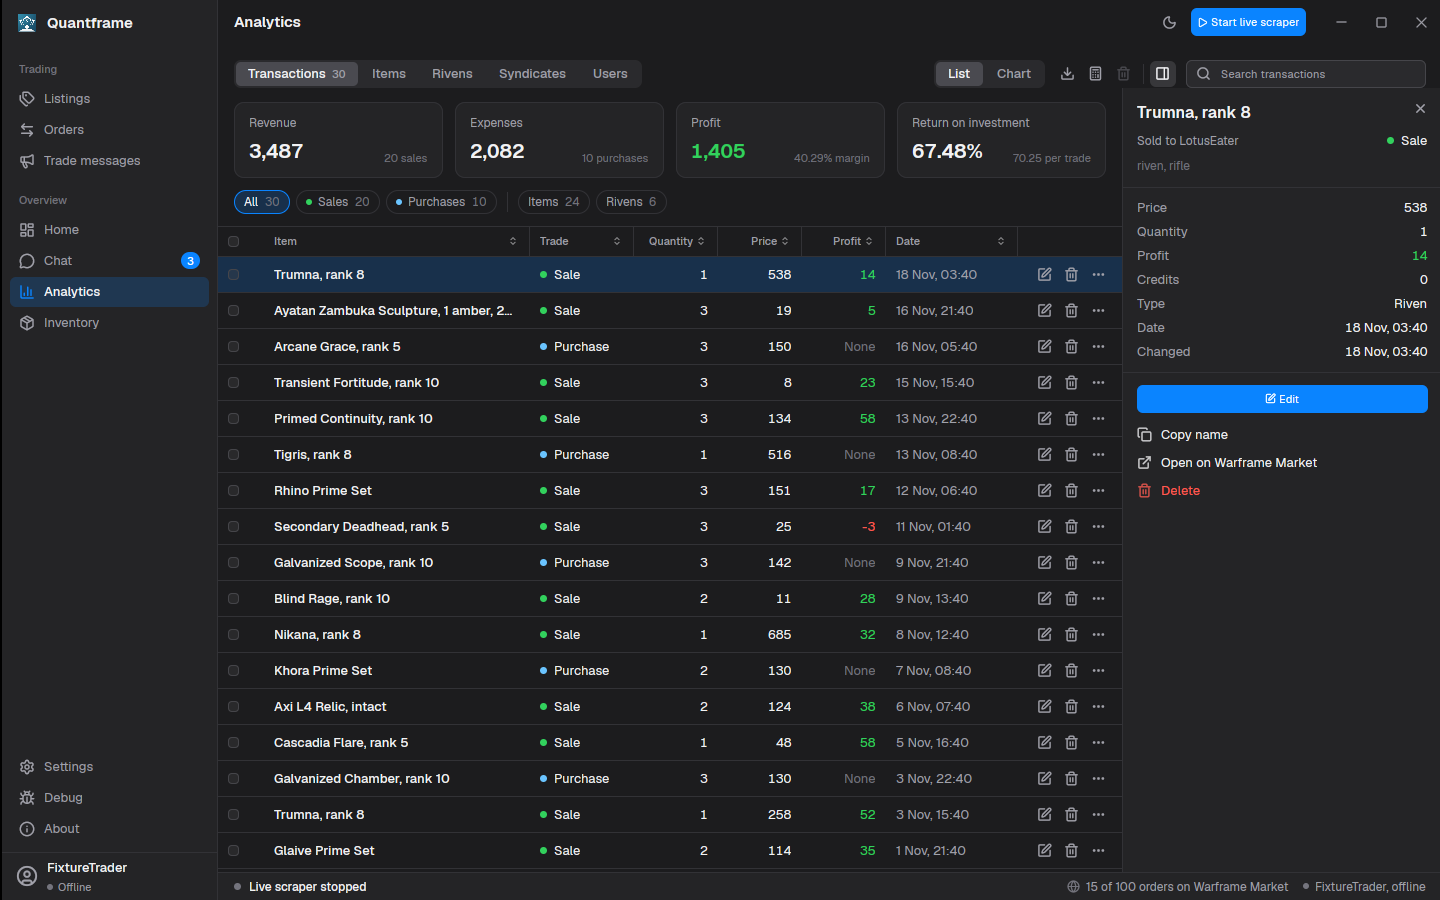 Quantframe
Trading
Listings
Orders
Trade messages
Overview
Home
Chat 3
Analytics
Inventory
Settings
Debug
About
FixtureTrader
Offline
Analytics
Start live scraper
Transactions 30 Items Rivens Syndicates Users
List Chart
Search transactions
Revenue
3,487 20 sales
Expenses
2,082 10 purchases
Profit
1,405 40.29% margin
Return on investment
67.48% 70.25 per trade
All 30 Sales 20 Purchases 10 Items 24 Rivens 6
Item Trade Quantity Price Profit Date
Trumna, rank 8 Sale 1 538 14 18 Nov, 03:40
Ayatan Zambuka Sculpture, 1 amber, 2... Sale 3 19 5 16 Nov, 21:40
Arcane Grace, rank 5 Purchase 3 150 None 16 Nov, 05:40
Transient Fortitude, rank 10 Sale 3 8 23 15 Nov, 15:40
Primed Continuity, rank 10 Sale 3 134 58 13 Nov, 22:40
Tigris, rank 8 Purchase 1 516 None 13 Nov, 08:40
Rhino Prime Set Sale 3 151 17 12 Nov, 06:40
Secondary Deadhead, rank 5 Sale 3 25 -3 11 Nov, 01:40
Galvanized Scope, rank 10 Purchase 3 142 None 9 Nov, 21:40
Blind Rage, rank 10 Sale 2 11 28 9 Nov, 13:40
Nikana, rank 8 Sale 1 685 32 8 Nov, 12:40
Khora Prime Set Purchase 2 130 None 7 Nov, 08:40
Axi L4 Relic, intact Sale 2 124 38 6 Nov, 07:40
Cascadia Flare, rank 5 Sale 1 48 58 5 Nov, 16:40
Galvanized Chamber, rank 10 Purchase 3 130 None 3 Nov, 22:40
Trumna, rank 8 Sale 1 258 52 3 Nov, 15:40
Glaive Prime Set Sale 2 114 35 1 Nov, 21:40
Trumna, rank 8
Sold to LotusEater Sale
riven, rifle
Price 538
Quantity 1
Profit 14
Credits 0
Type Riven
Date 18 Nov, 03:40
Changed 18 Nov, 03:40
Edit
Copy name
Open on Warframe Market
Delete
Live scraper stopped
15 of 100 orders on Warframe Market
FixtureTrader, offline